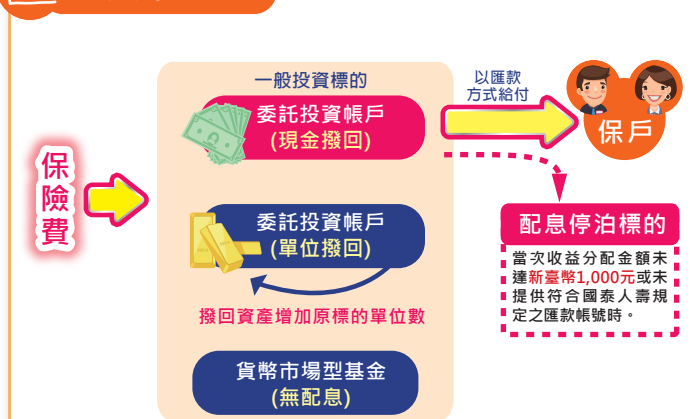 一般投資標的
委託投資帳戶
(現金撥回)
以匯款
方式給付
保戶
保險費
委託投資帳戶
(單位撥回)
撥回資產增加原標的單位數
配息停泊標的
當次收益分配金額未
達新臺幣1,000元或未
提供符合國泰人壽規
定之匯款帳號時。
貨幣市場型基金
(無配息)